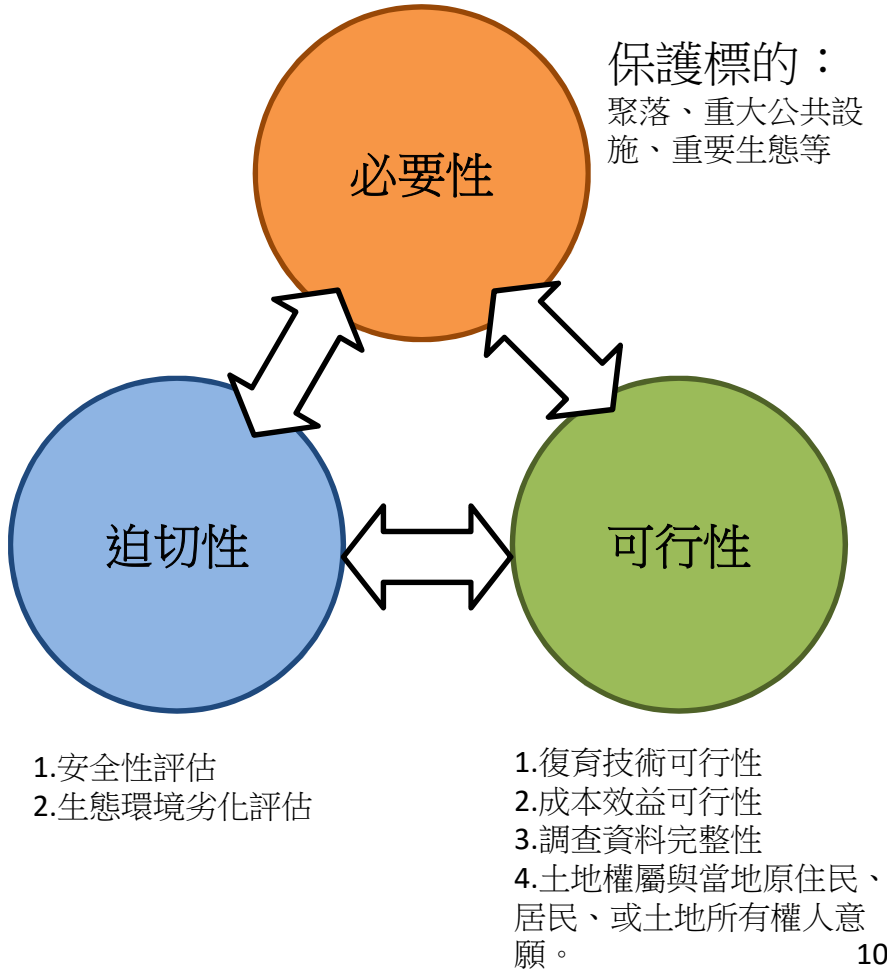 必要性
保護標的：
聚落、重大公共設
施、重要生態等
迫切性
可行性
1.安全性評估
2.生態環境劣化評估
1.復育技術可行性
2.成本效益可行性
3.調查資料完整性
4.土地權屬與當地原住民、
居民、或土地所有權人意
願。
10